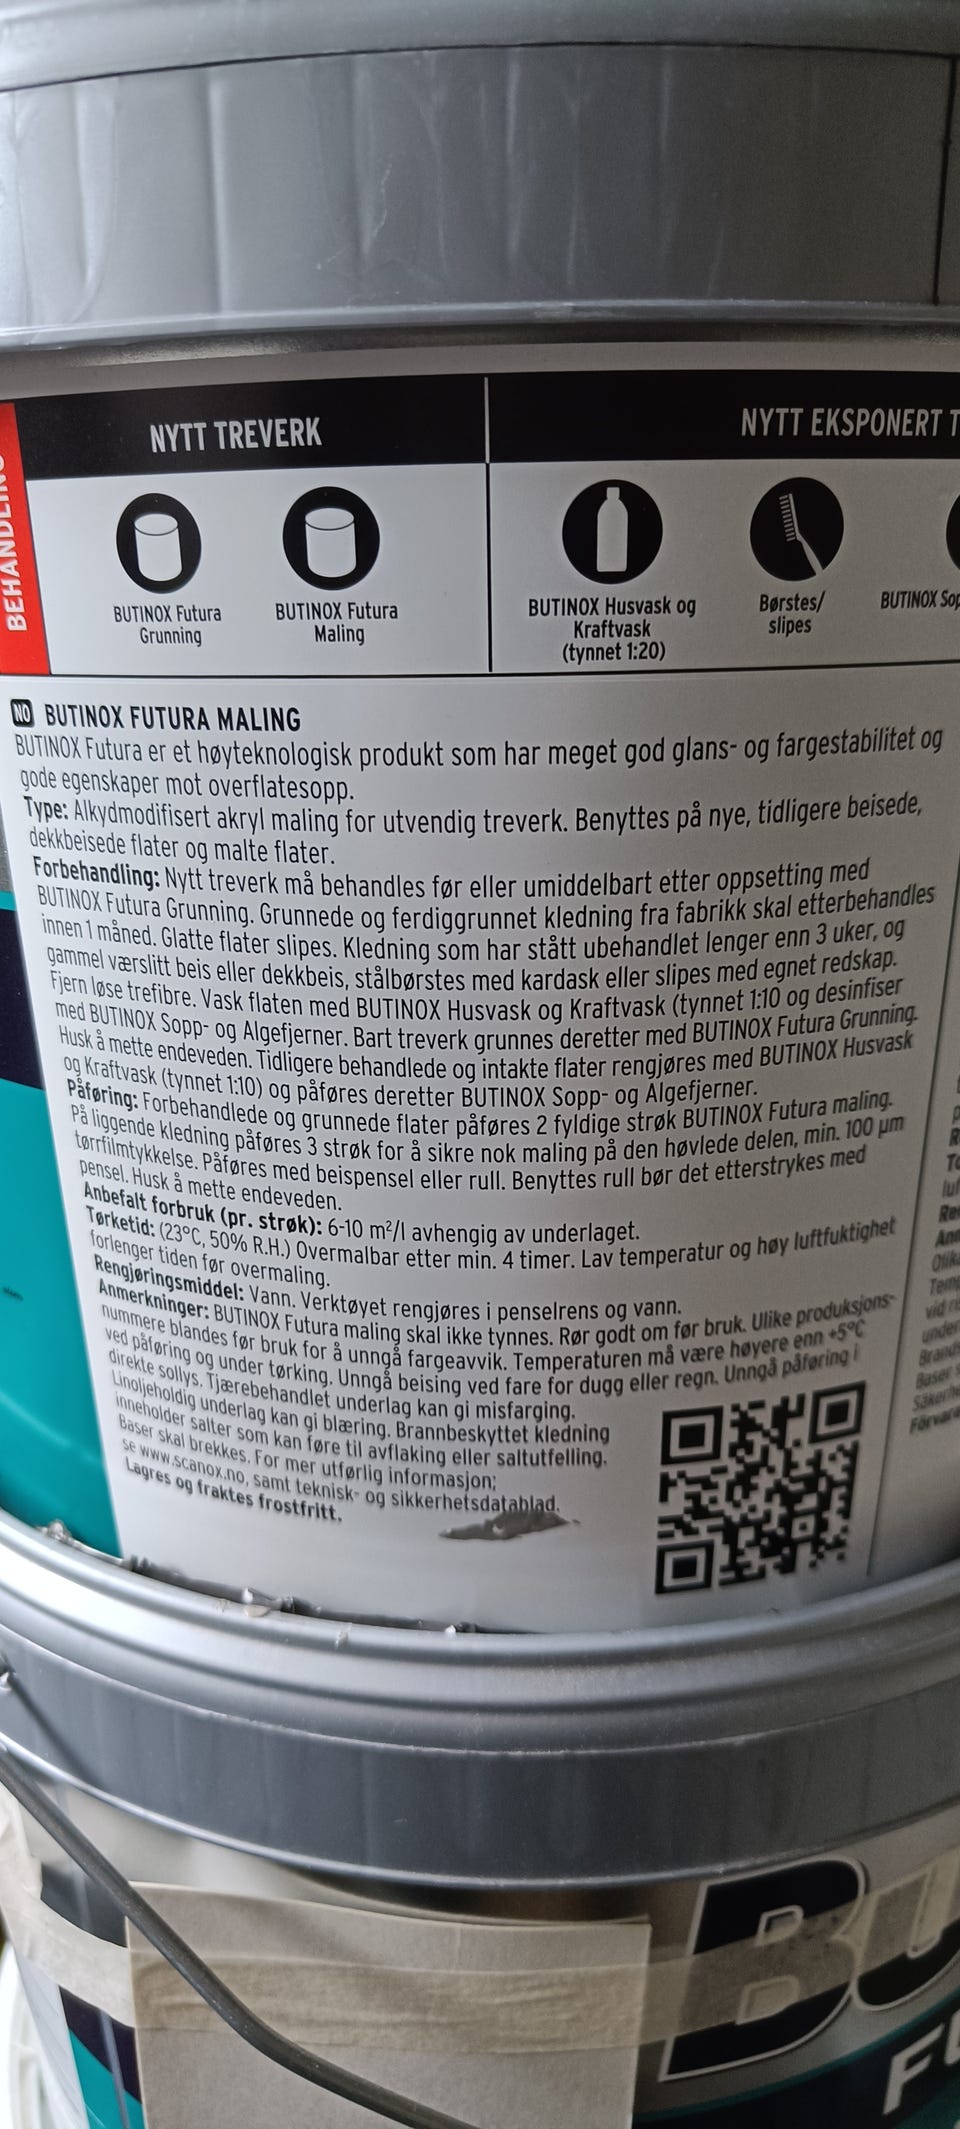 BEHANDLING
NYTT TREVERK
NYTT EKSPONERT
BUTINOX Futura
Grunning
BUTINOX Futura
Maling
BUTINOX Husvask og
Kraftvask
(tynnet 1:20)
Børstes/
slipes
BUTINOX
NO BUTINOX FUTURA MALING
BUTINOX Futura er et høyteknologisk produkt som har meget god glans- og fargestabilitet og
gode egenskaper mot overflatesopp.
Type: Alkydmodifisert akryl maling for utvendig treverk. Benyttes på nye, tidligere beisede,
dekkbeisede flater og malte flater.
Forbehandling: Nytt treverk må behandles før eller umiddelbart etter oppsetting med
BUTINOX Futura Grunning. Grunnede og ferdiggrunnet kledning fra fabrikk skal etterbehandles
innen 1 måned. Glatte flater slipes. Kledning som har stått ubehandlet lenger enn 3 uker, og
gammel værslitt beis eller dekkbeis, stålbørstes med kardask eller slipes med egnet redskap.
Fjern løse trefibre. Vask flaten med BUTINOX Husvask og Kraftvask (tynnet 1:10 og desinfiser
med BUTINOX Sopp- og Algefjerner. Bart treverk grunnes deretter med BUTINOX Futura Grunning.
Husk å mette endeveden. Tidligere behandlede og intakte flater rengjøres med BUTINOX Husvask
og Kraftvask (tynnet 1:10) og påføres deretter BUTINOX Sopp- og Algefjerner.
Påføring: Forbehandlede og grunnede flater påføres 2 fyldige strøk BUTINOX Futura maling.
På liggende kledning påføres 3 strøk for å sikre nok maling på den høvlede delen, min. 100 µm
tørrfilmtykkelse. Påføres med beispensel eller rull. Benyttes rull bør det etterstrykes med
pensel. Husk å mette endeveden.
Anbefalt forbruk (pr. strøk): 6-10 m²/l avhengig av underlaget.
Tørketid: (23°C, 50% R.H.) Overmalbar etter min. 4 timer. Lav temperatur og høy luftfuktighet
forlenger tiden før overmaling.
Rengjøringsmiddel: Vann. Verktøyet rengjøres i penselrens og vann.
Anmerkninger: BUTINOX Futura maling skal ikke tynnes. Rør godt om før bruk. Ulike produksjons-
nummere blandes før bruk for å unngå fargeavvik. Temperaturen må være høyere enn +5°C
ved påføring og under tørking. Unngå beising ved fare for dugg eller regn. Unngå påføring i
direkte sollys. Tjærebehandlet underlag kan gi misfarging.
Linoljeholdig underlag kan gi blæring. Brannbeskyttet kledning
inneholder salter som kan føre til avflaking eller saltutfelling.
Baser skal brekkes. For mer utførlig informasjon;
se www.scanox.no, samt teknisk- og sikkerhetsdatablad.
Lagres og fraktes frostfritt.